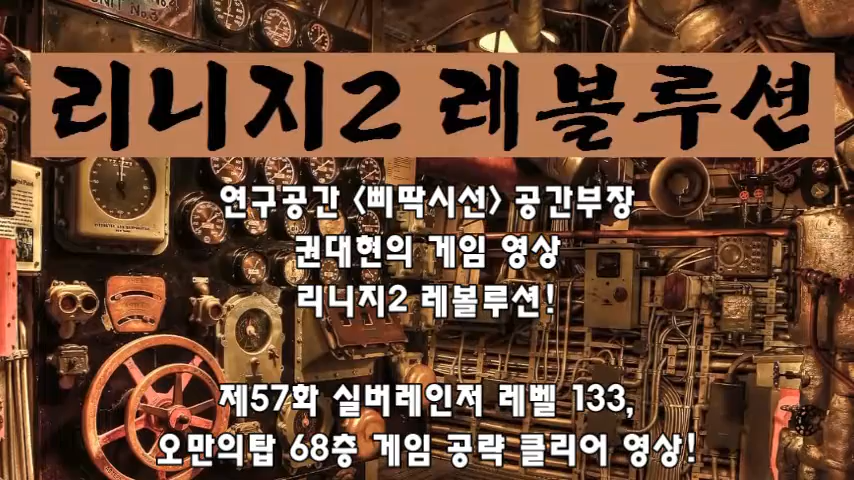 UNIT No.3
리니지2 레볼루션
연구공간 <삐딱시선> 공간부장
권대현의 게임 영상
리니지2 레볼루션!
제57화 실버레인저 레벨 133,
오만의탑 68층 게임 공략 클리어 영상!